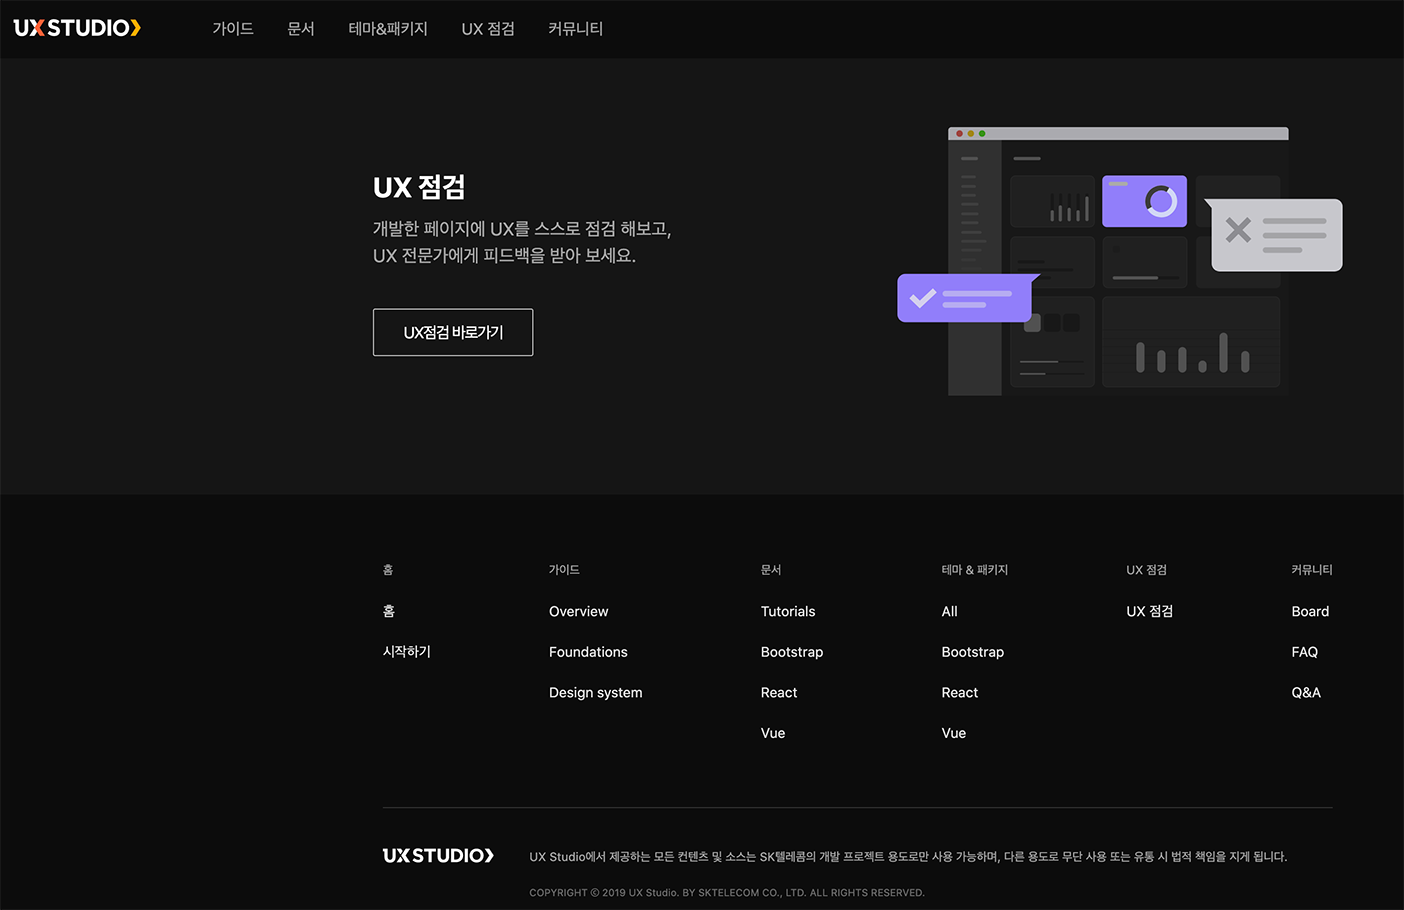 UX STUDIO
가이드 문서 테마&패키지 UX 점검 커뮤니티
UX 점검
개발한 페이지에 UX를 스스로 점검 해보고,
UX 전문가에게 피드백을 받아 보세요.
UX점검 바로가기
홈 가이드 문서 테마 & 패키지 UX 점검 커뮤니티
홈 Overview Tutorials All UX 점검 Board
시작하기 Foundations Bootstrap Bootstrap FAQ
Design system React React Q&A
Vue Vue
UX STUDIO UX Studio에서 제공하는 모든 컨텐츠 및 소스는 SK텔레콤의 개발 프로젝트 용도로만 사용 가능하며, 다른 용도로 무단 사용 또는 유통 시 법적 책임을 지게 됩니다.
COPYRIGHT © 2019 UX Studio. BY SKTELECOM CO., LTD. ALL RIGHTS RESERVED.